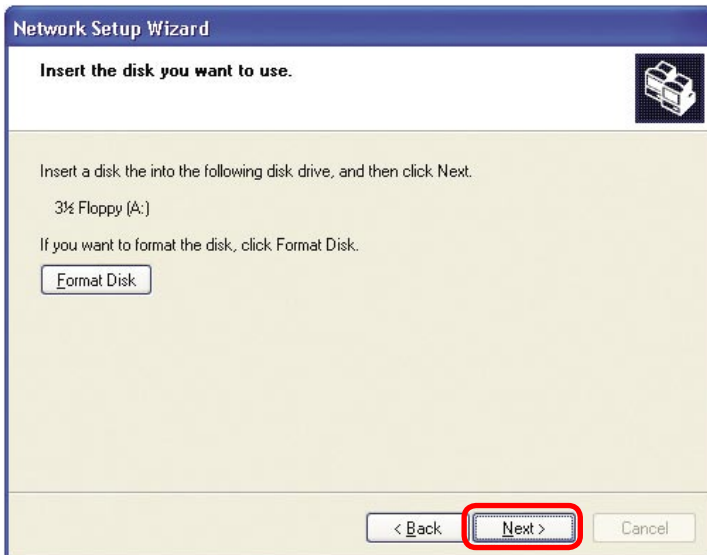 Network Setup Wizard
Insert the disk you want to use.
Insert a disk the into the following disk drive, and then click Next.
3½ Floppy (A:)
If you want to format the disk, click Format Disk.
Format Disk
< Back Next > Cancel